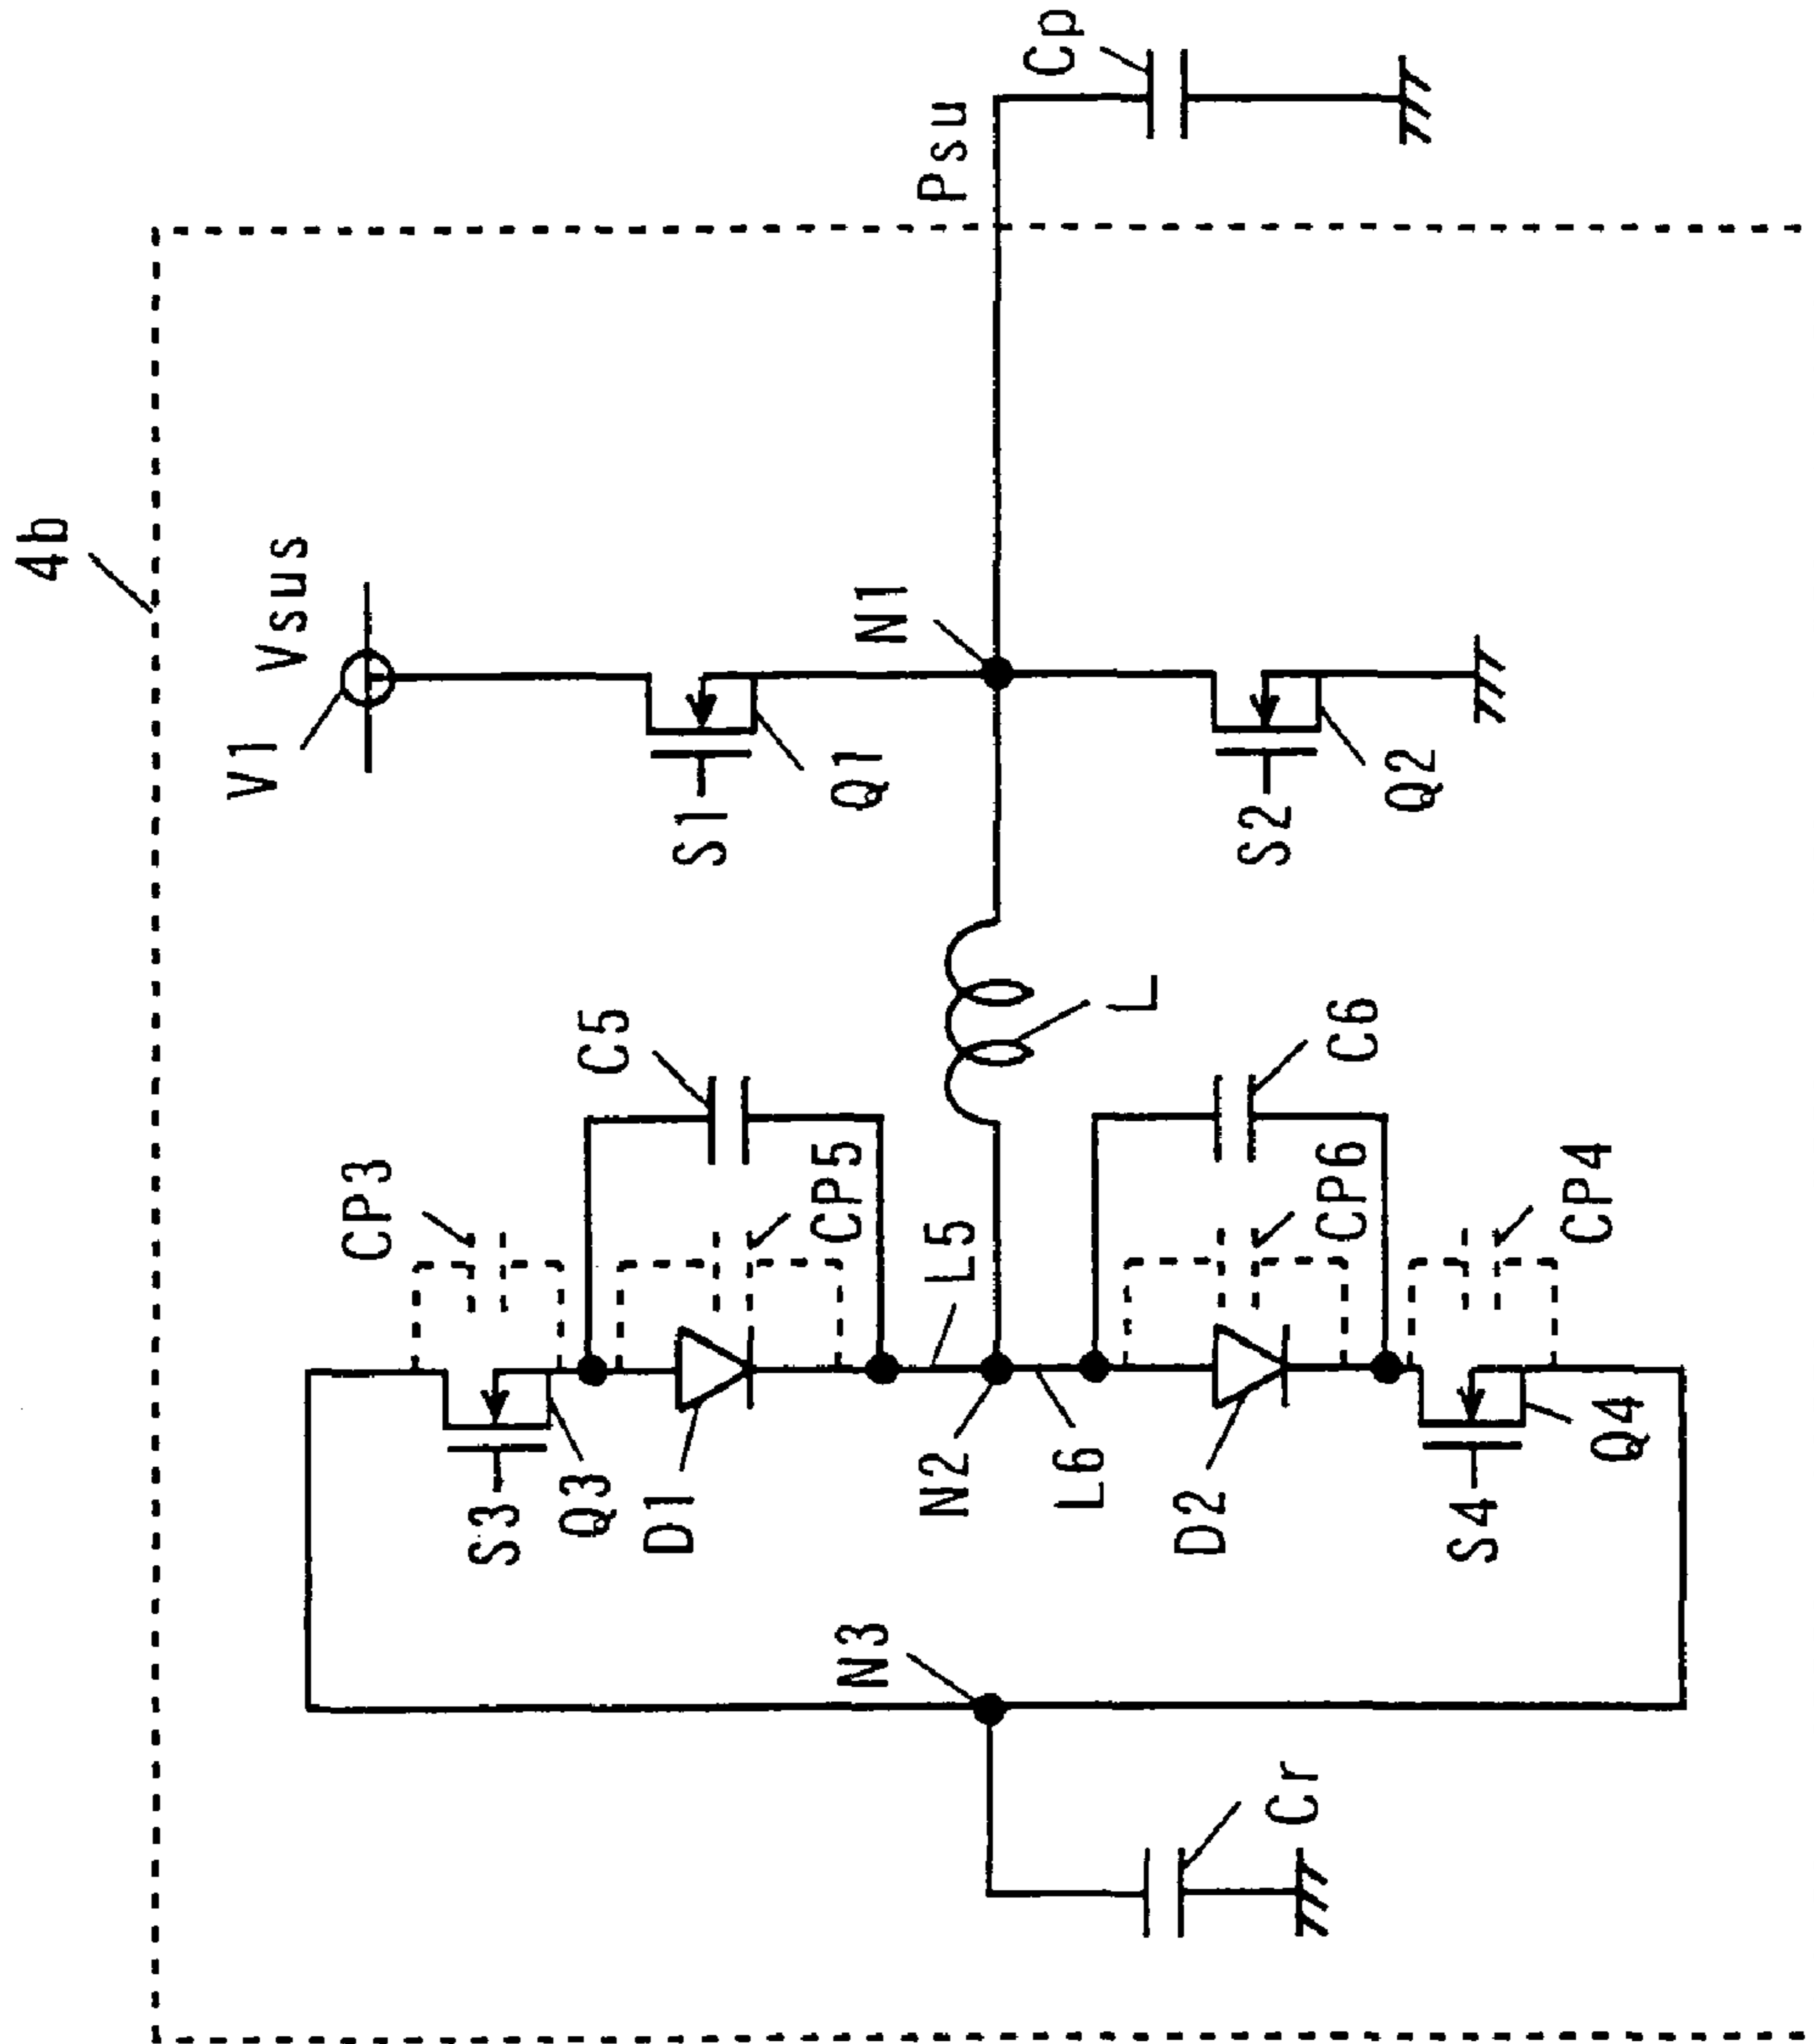 4b
V1
Vsus
S1
Q1
N1
Psu
Cp
S2
Q2
CP3
C5
S3
Q3
D1
CP5
L5
L
N2
L6
N3
D2
CP6
C6
S4
Q4
CP4
Cr